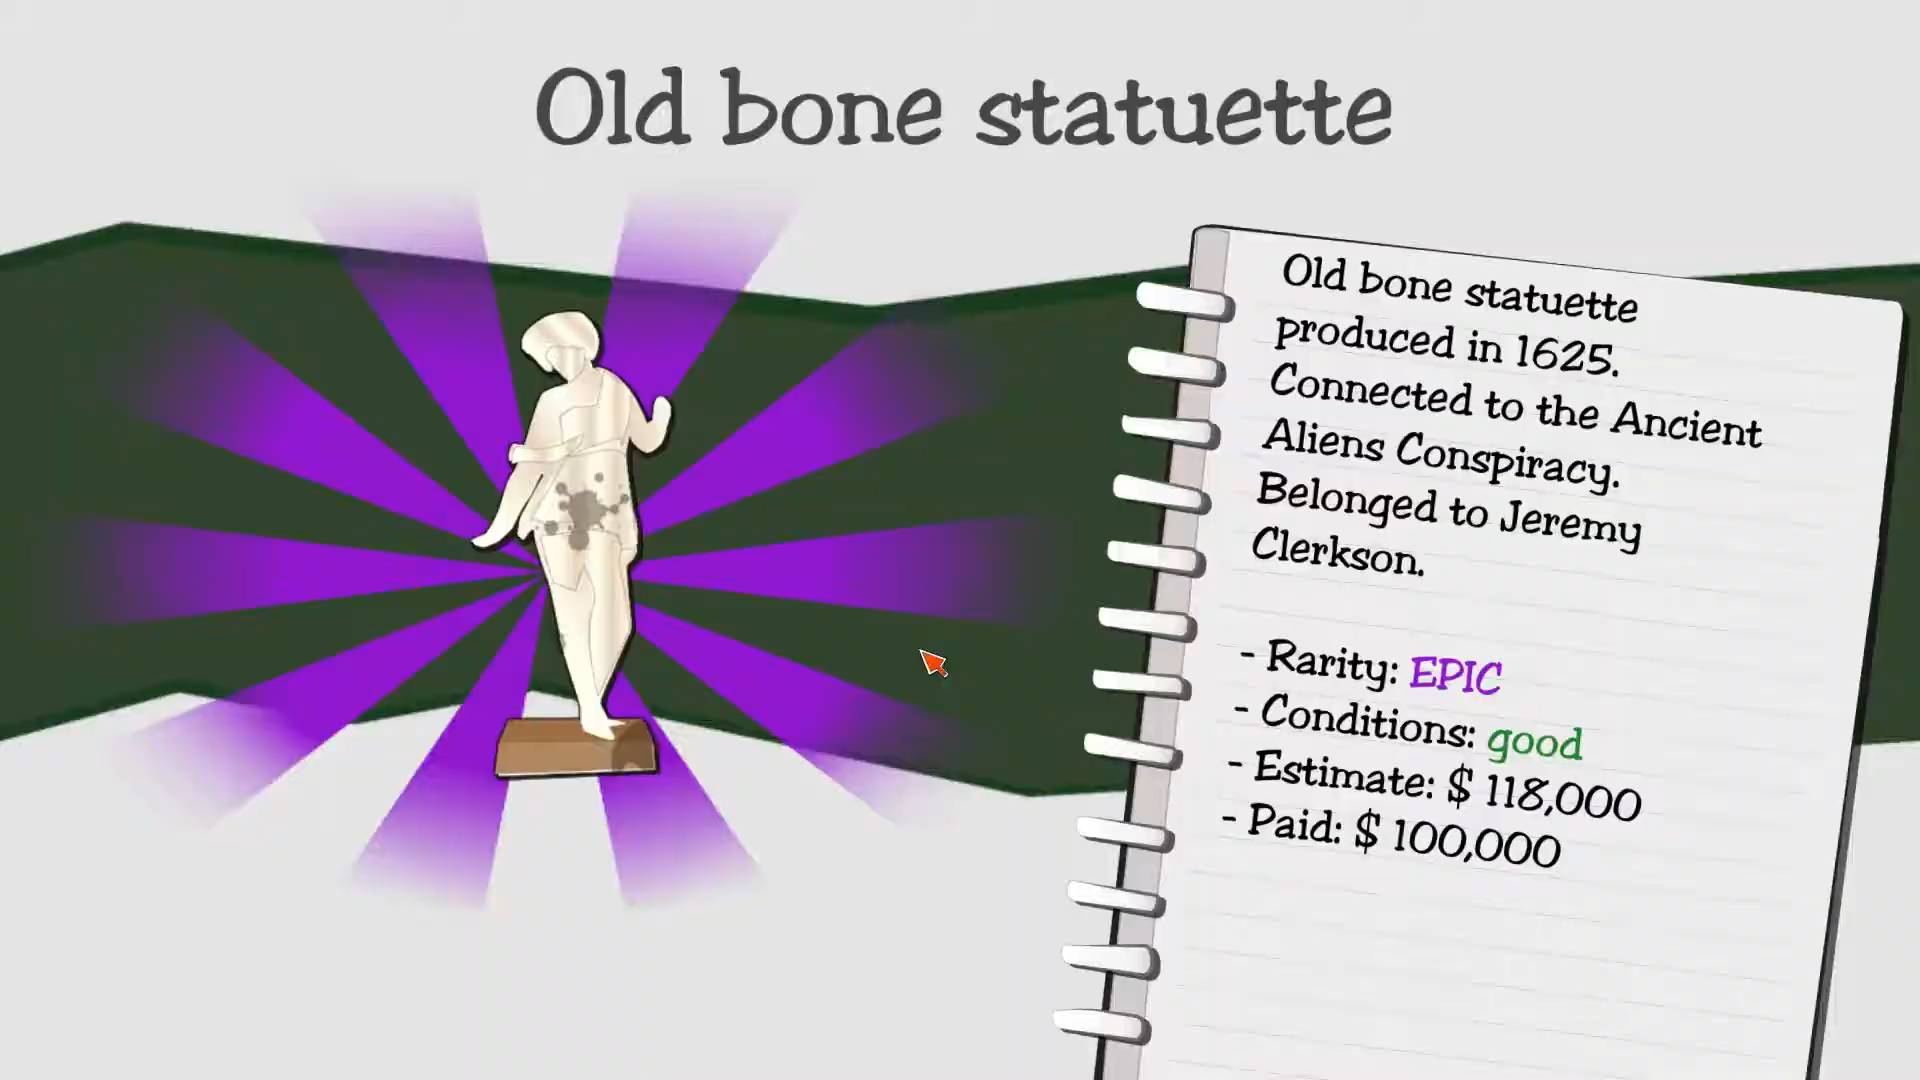 Old bone statuette
Old bone statuette
produced in 1625.
Connected to the Ancient
Aliens Conspiracy.
Belonged to Jeremy
Clerkson.
- Rarity: EPIC
- Conditions: good
- Estimate: $ 118,000
- Paid: $ 100,000